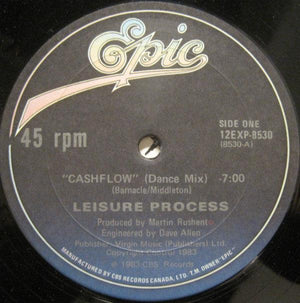 Epic
45 rpm
SIDE ONE
12EXP-8530
(8530-A)
"CASHFLOW" (Dance Mix) -7:00
(Barnacle/Middleton)
LEISURE PROCESS
Produced by Martin Rushent
Engineered by Dave Allen
Publisher: Virgin Music (Publishers) Ltd.
Copyright Control 1983
℗ 1983 CBS Records
MANUFACTURED BY CBS RECORDS CANADA, LTD. T.M. OWNER "EPIC"